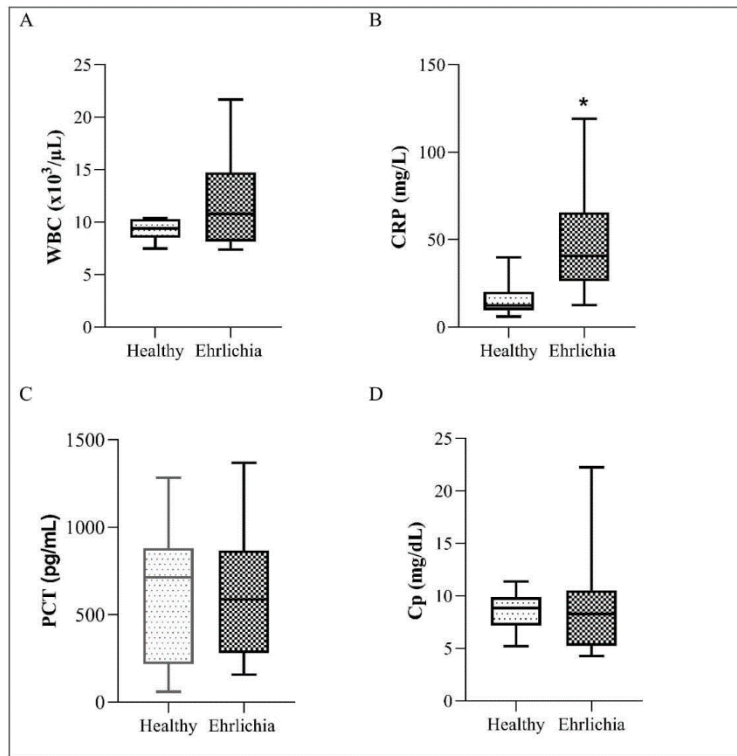 A
WBC (x10³/µL)
25
20
15
10
5
0
Healthy Ehrlichia
B
CRP (mg/L)
150
100
50
0
*
Healthy Ehrlichia
C
PCT (pg/mL)
1500
1000
500
0
Healthy Ehrlichia
D
Cp (mg/dL)
25
20
15
10
5
0
Healthy Ehrlichia